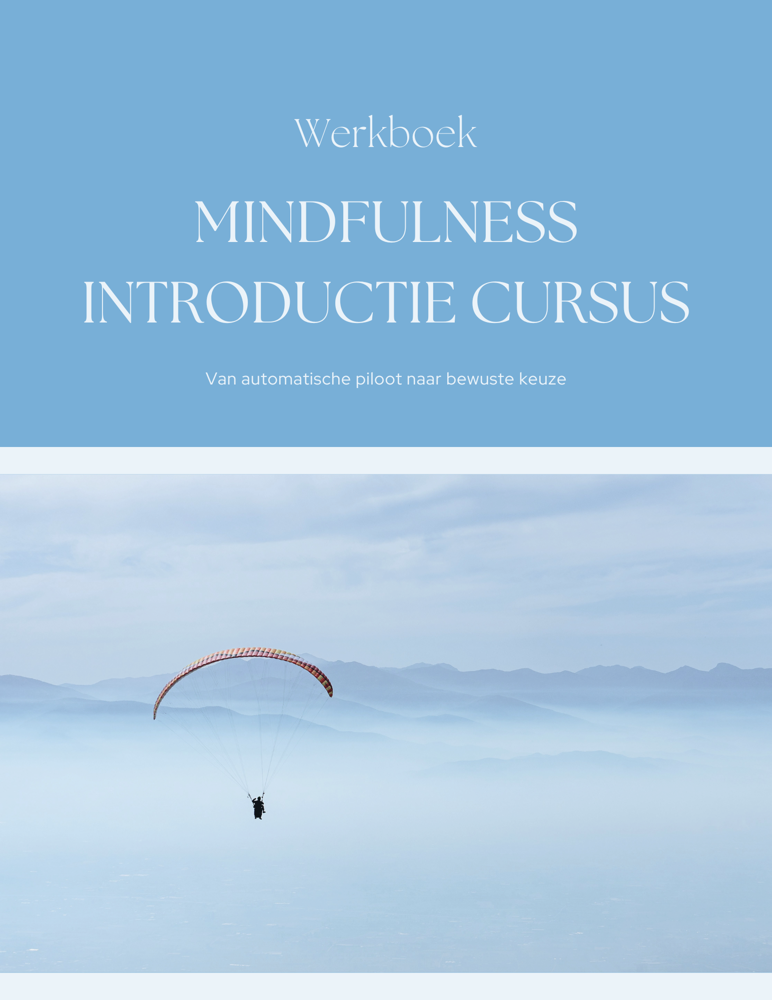 Werkboek
MINDFULNESS
INTRODUCTIE CURSUS
Van automatische piloot naar bewuste keuze